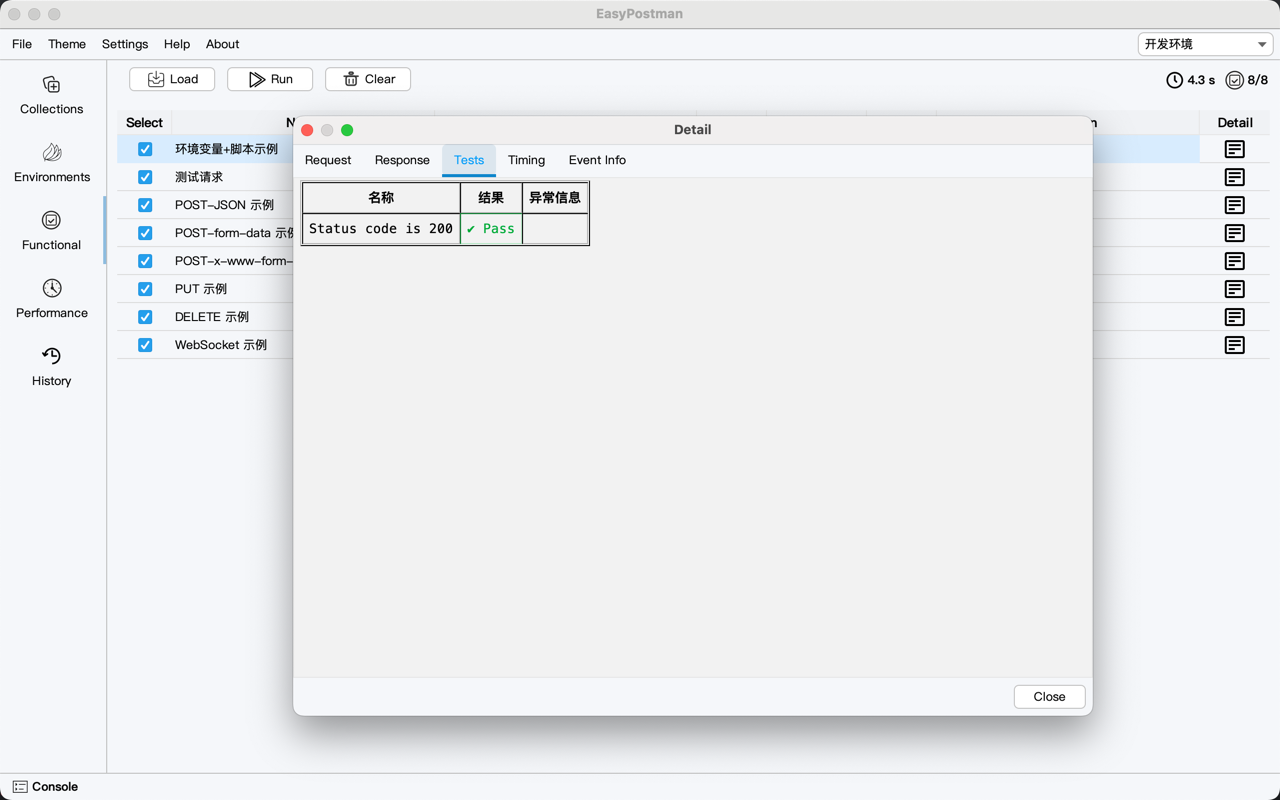 EasyPostman
File Theme Settings Help About 开发环境
Load Run Clear 4.3 s 8/8
Collections
Environments
Functional
Performance
History
Select Detail
环境变量+脚本示例
测试请求
POST-JSON 示例
POST-form-data
POST-x-www-form-
PUT 示例
DELETE 示例
WebSocket 示例
Detail
Request Response Tests Timing Event Info
名称 结果 异常信息
Status code is 200 ✔ Pass
Close
Console